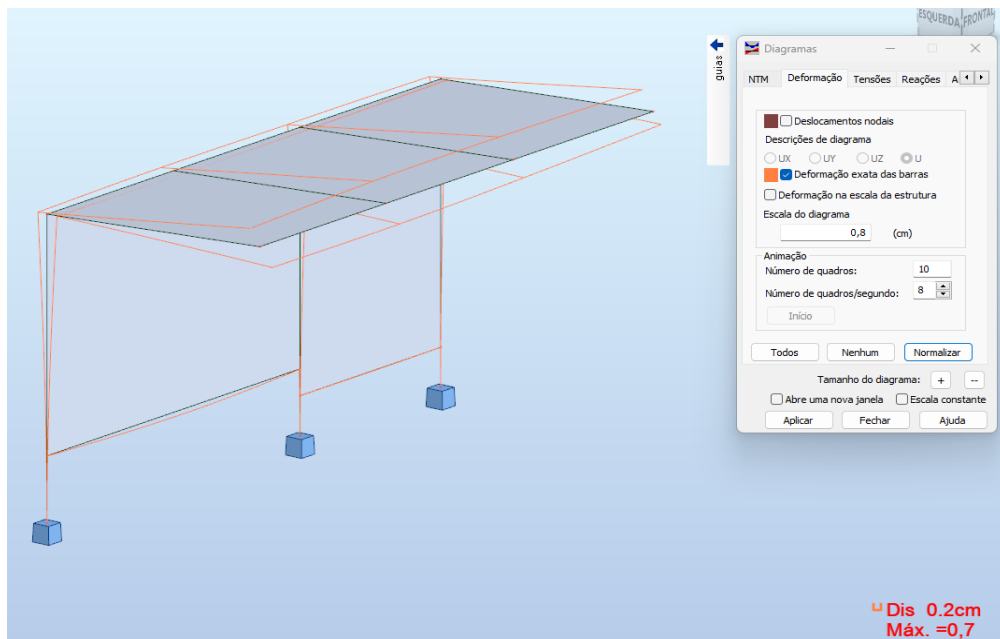 ESQUERDA FRONTAL
guias
Diagramas
NTM Deformação Tensões Reações A
Deslocamentos nodais
Descrições de diagrama
UX UY UZ U
Deformação exata das barras
Deformação na escala da estrutura
Escala do diagrama
0,8 (cm)
Animação
Número de quadros: 10
Número de quadros/segundo: 8
Início
Todos Nenhum Normalizar
Tamanho do diagrama: + --
Abre uma nova janela Escala constante
Aplicar Fechar Ajuda
Dis 0.2cm
Máx. =0,7